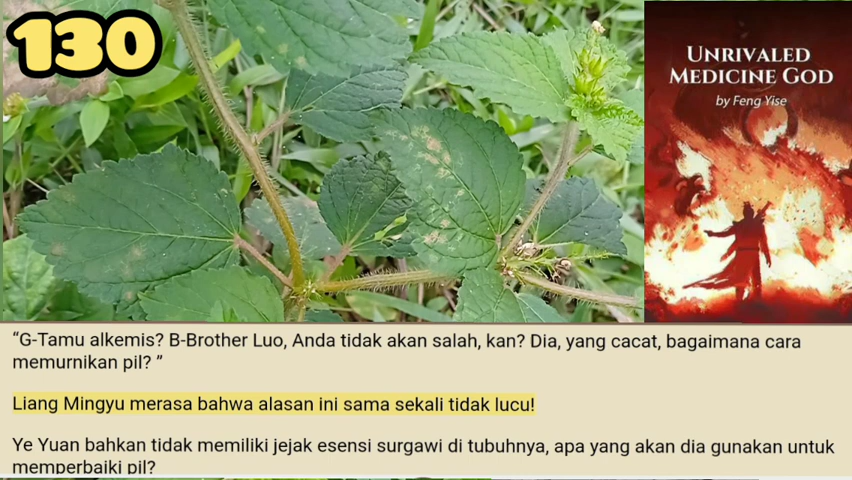 130
UNRIVALED
MEDICINE GOD
by Feng Yise
“G-Tamu alkemis? B-Brother Luo, Anda tidak akan salah, kan? Dia, yang cacat, bagaimana cara
memurnikan pil? ”
Liang Mingyu merasa bahwa alasan ini sama sekali tidak lucu!
Ye Yuan bahkan tidak memiliki jejak esensi surgawi di tubuhnya, apa yang akan dia gunakan untuk
memperbaiki pil?